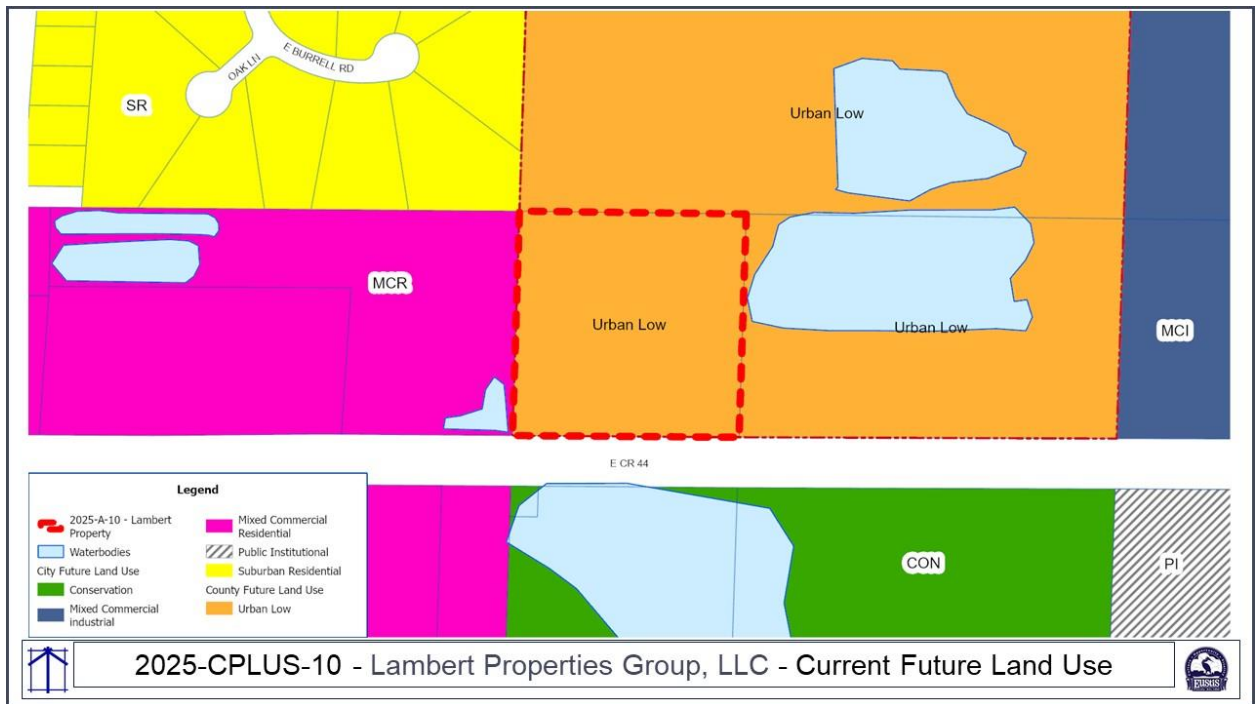 OAK LN
E BURRELL RD
SR
Urban Low
MCR
Urban Low
Urban Low
MCI
E CR 44
CON
PI
Legend
2025-A-10 - Lambert
Property
Waterbodies
City Future Land Use
Conservation
Mixed Commercial
industrial
Mixed Commercial
Residential
Public Institutional
Suburban Residential
County Future Land Use
Urban Low
2025-CPLUS-10 - Lambert Properties Group, LLC - Current Future Land Use